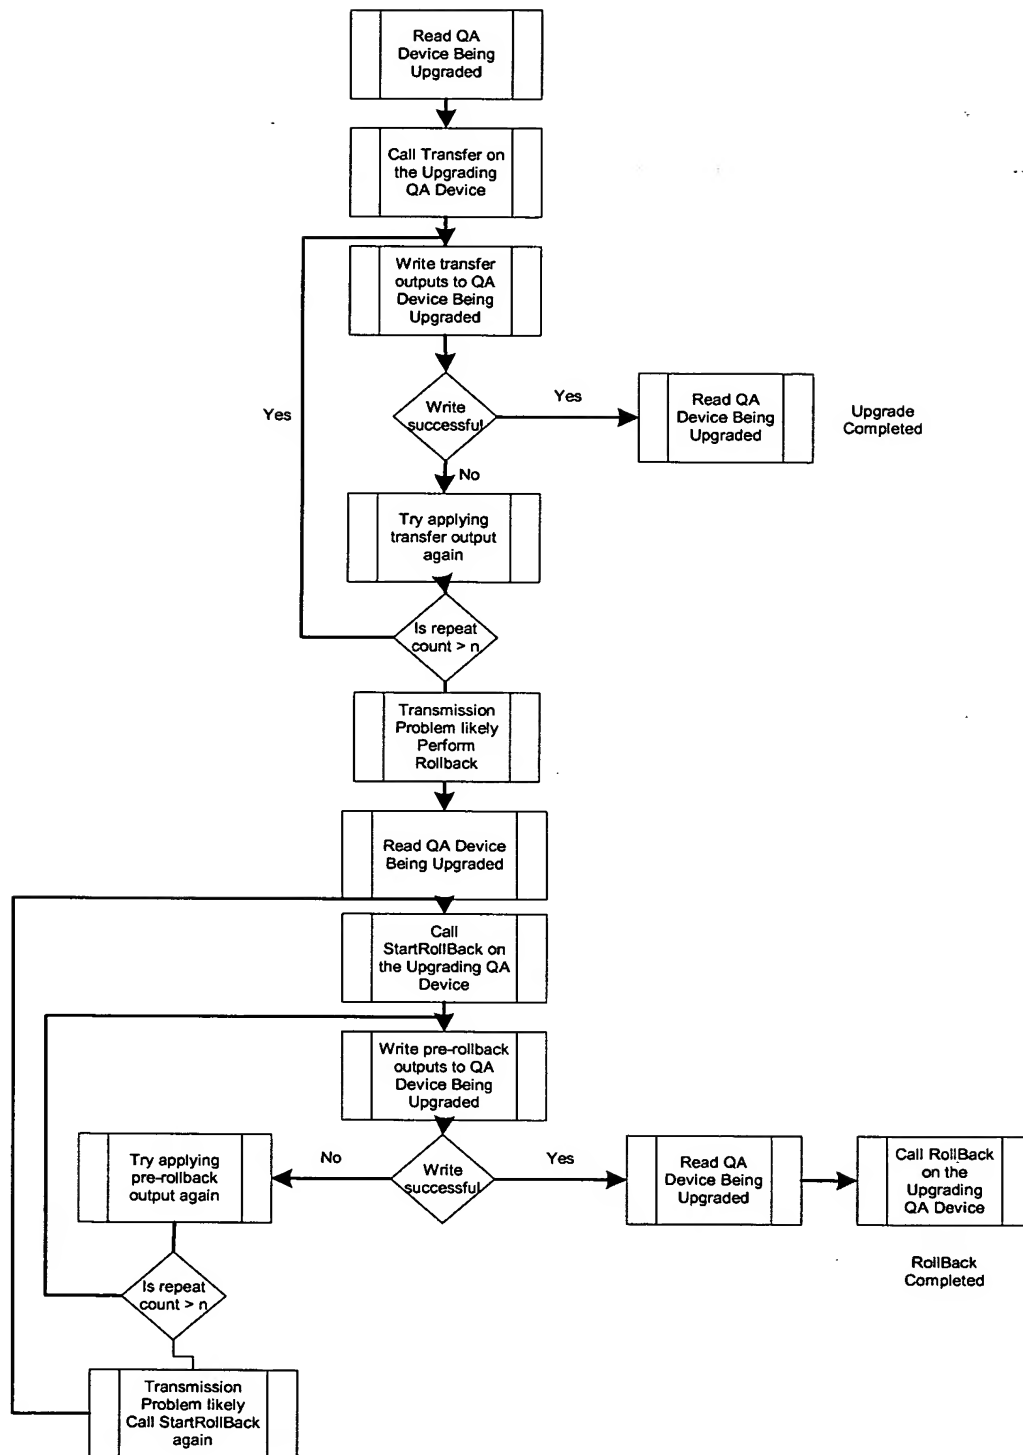 Read QA
Device Being
Upgraded
Call Transfer on
the Upgrading
QA Device
Write transfer
outputs to QA
Device Being
Upgraded
Yes
Write
successful
Yes
Read QA
Device Being
Upgraded
Upgrade
Completed
No
Try applying
transfer output
again
Is repeat
count > n
Transmission
Problem likely
Perform
Rollback
Read QA Device
Being Upgraded
Call
StartRollBack on
the Upgrading QA
Device
Write pre-rollback
outputs to QA
Device Being
Upgraded
Try applying
pre-rollback
output again
No
Write
successful
Yes
Read QA
Device Being
Upgraded
Call RollBack
on the
Upgrading
QA Device
RollBack
Completed
Is repeat
count > n
Transmission
Problem likely
Call StartRollBack
again